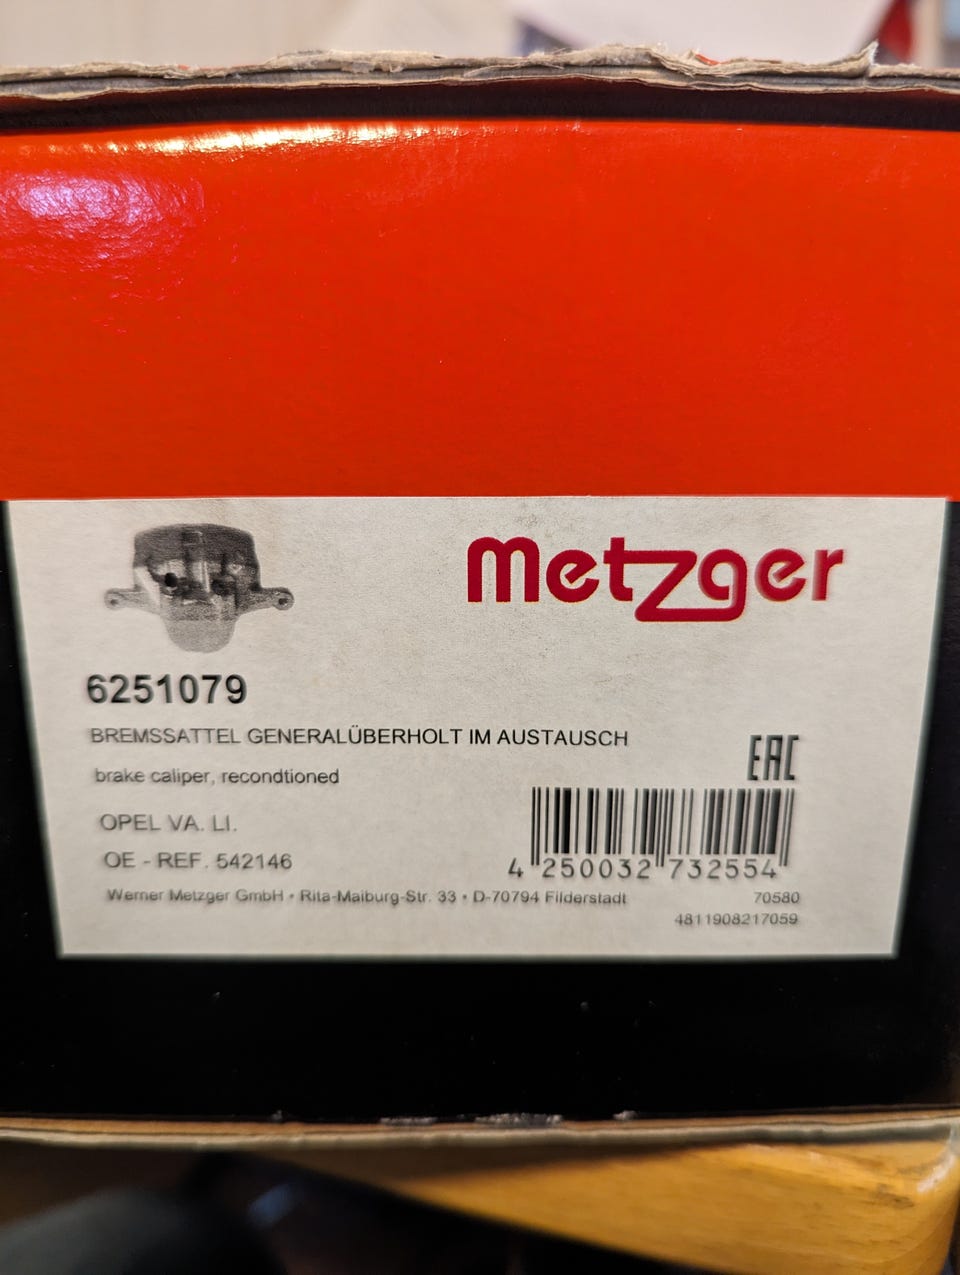 Metzger
6251079
BREMSSATTEL GENERALÜBERHOLT IM AUSTAUSCH
EAC
brake caliper, recondtioned
OPEL VA. LI.
OE - REF. 542146
4 250032 732554
Werner Metzger GmbH • Rita-Maiburg-Str. 33 • D-70794 Filderstadt
70580
4811908217059